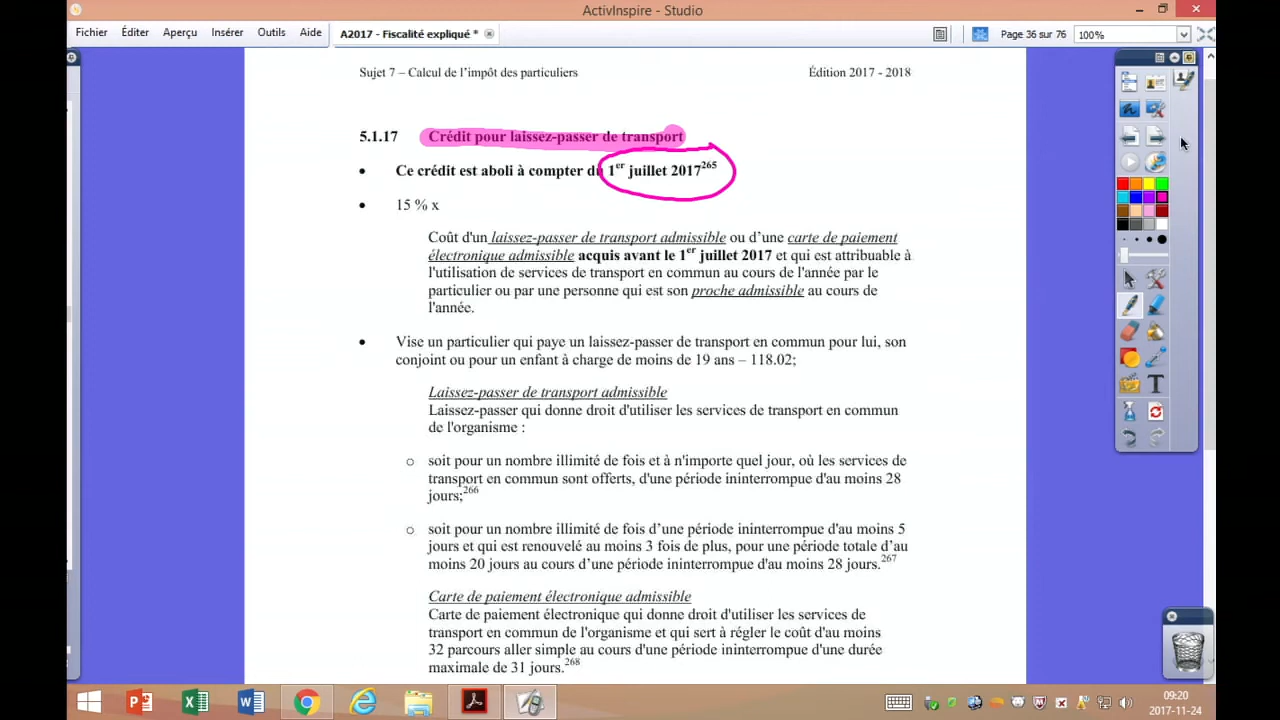 ActivInspire - Studio
Fichier Éditer Aperçu Insérer Outils Aide A2017 - Fiscalité expliqué * Page 36 sur 76 100%
Sujet 7 – Calcul de l'impôt des particuliers Édition 2017 - 2018
5.1.17 Crédit pour laissez-passer de transport
• Ce crédit est aboli à compter du 1er juillet 2017265
• 15 % x
Coût d'un laissez-passer de transport admissible ou d'une carte de paiement
électronique admissible acquis avant le 1er juillet 2017 et qui est attribuable à
l'utilisation de services de transport en commun au cours de l'année par le
particulier ou par une personne qui est son proche admissible au cours de
l'année.
• Vise un particulier qui paye un laissez-passer de transport en commun pour lui, son
conjoint ou pour un enfant à charge de moins de 19 ans – 118.02;
Laissez-passer de transport admissible
Laissez-passer qui donne droit d'utiliser les services de transport en commun
de l'organisme :
o soit pour un nombre illimité de fois et à n'importe quel jour, où les services de
transport en commun sont offerts, d'une période ininterrompue d'au moins 28
jours;266
o soit pour un nombre illimité de fois d'une période ininterrompue d'au moins 5
jours et qui est renouvelé au moins 3 fois de plus, pour une période totale d'au
moins 20 jours au cours d'une période ininterrompue d'au moins 28 jours.267
Carte de paiement électronique admissible
Carte de paiement électronique qui donne droit d'utiliser les services de
transport en commun de l'organisme et qui sert à régler le coût d'au moins
32 parcours aller simple au cours d'une période ininterrompue d'une durée
maximale de 31 jours.268
09:20
2017-11-24